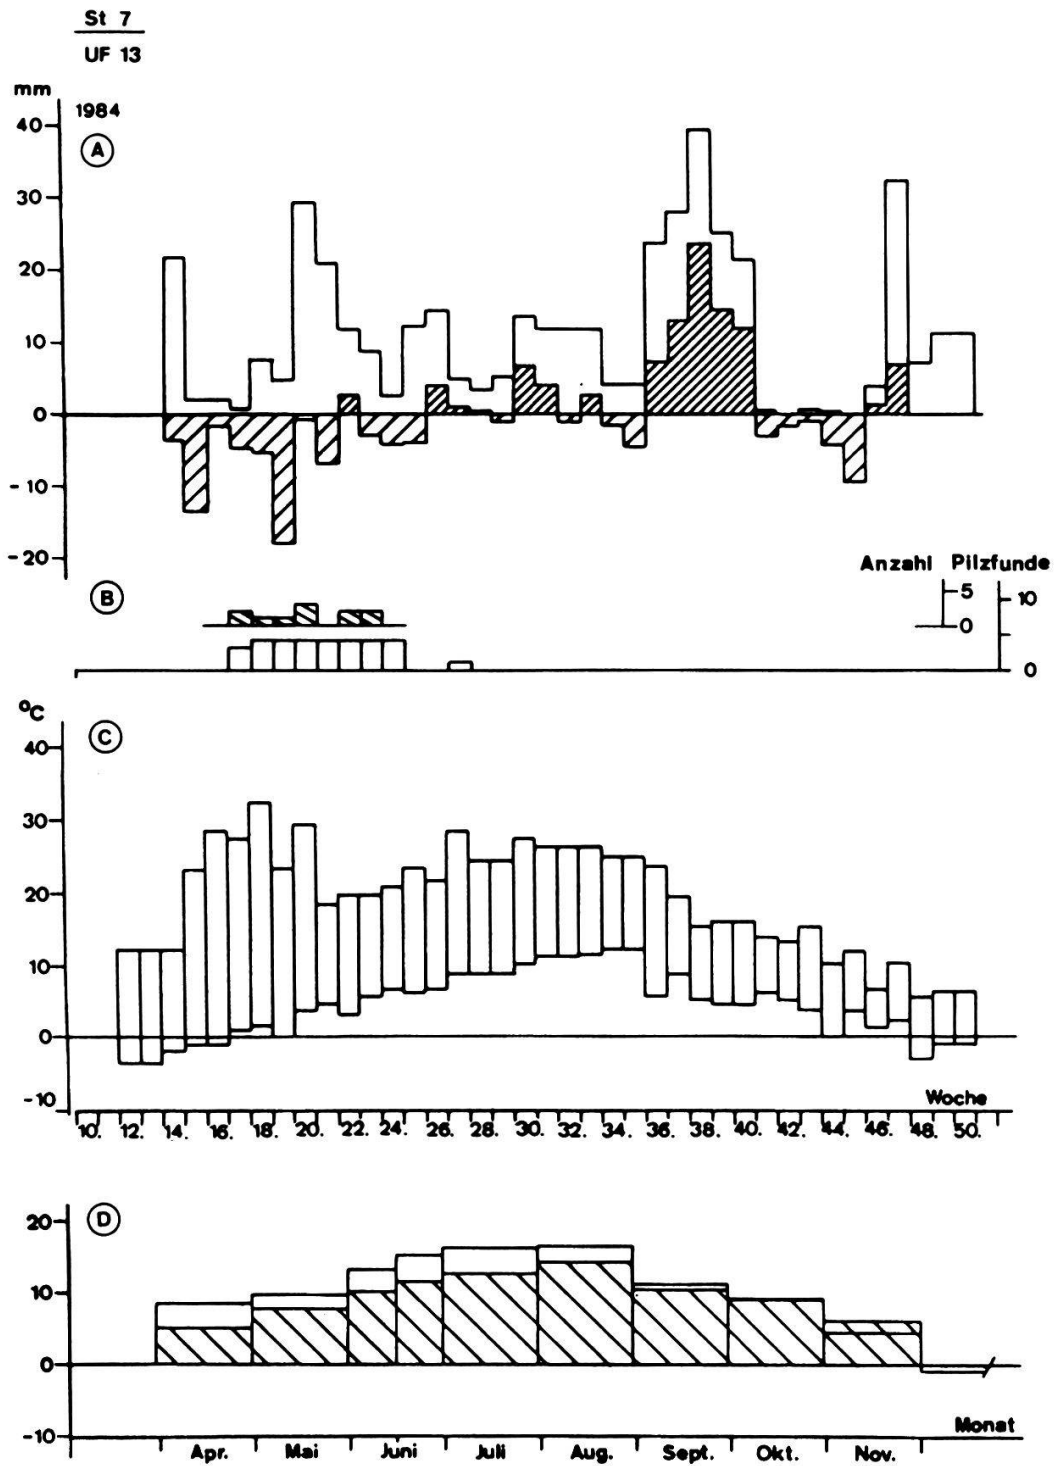 St 7
UF 13
mm
1984
40
A
30
20
10
0
-10
-20
Anzahl Pilzfunde
B
5
10
0
0
°C
C
40
30
20
10
0
-10
Woche
10. 12. 14. 16. 18. 20. 22. 24. 26. 28. 30. 32. 34. 36. 38. 40. 42. 44. 46. 48. 50.
D
20
10
0
-10
Monat
Apr. Mai Juni Juli Aug. Sept. Okt. Nov.